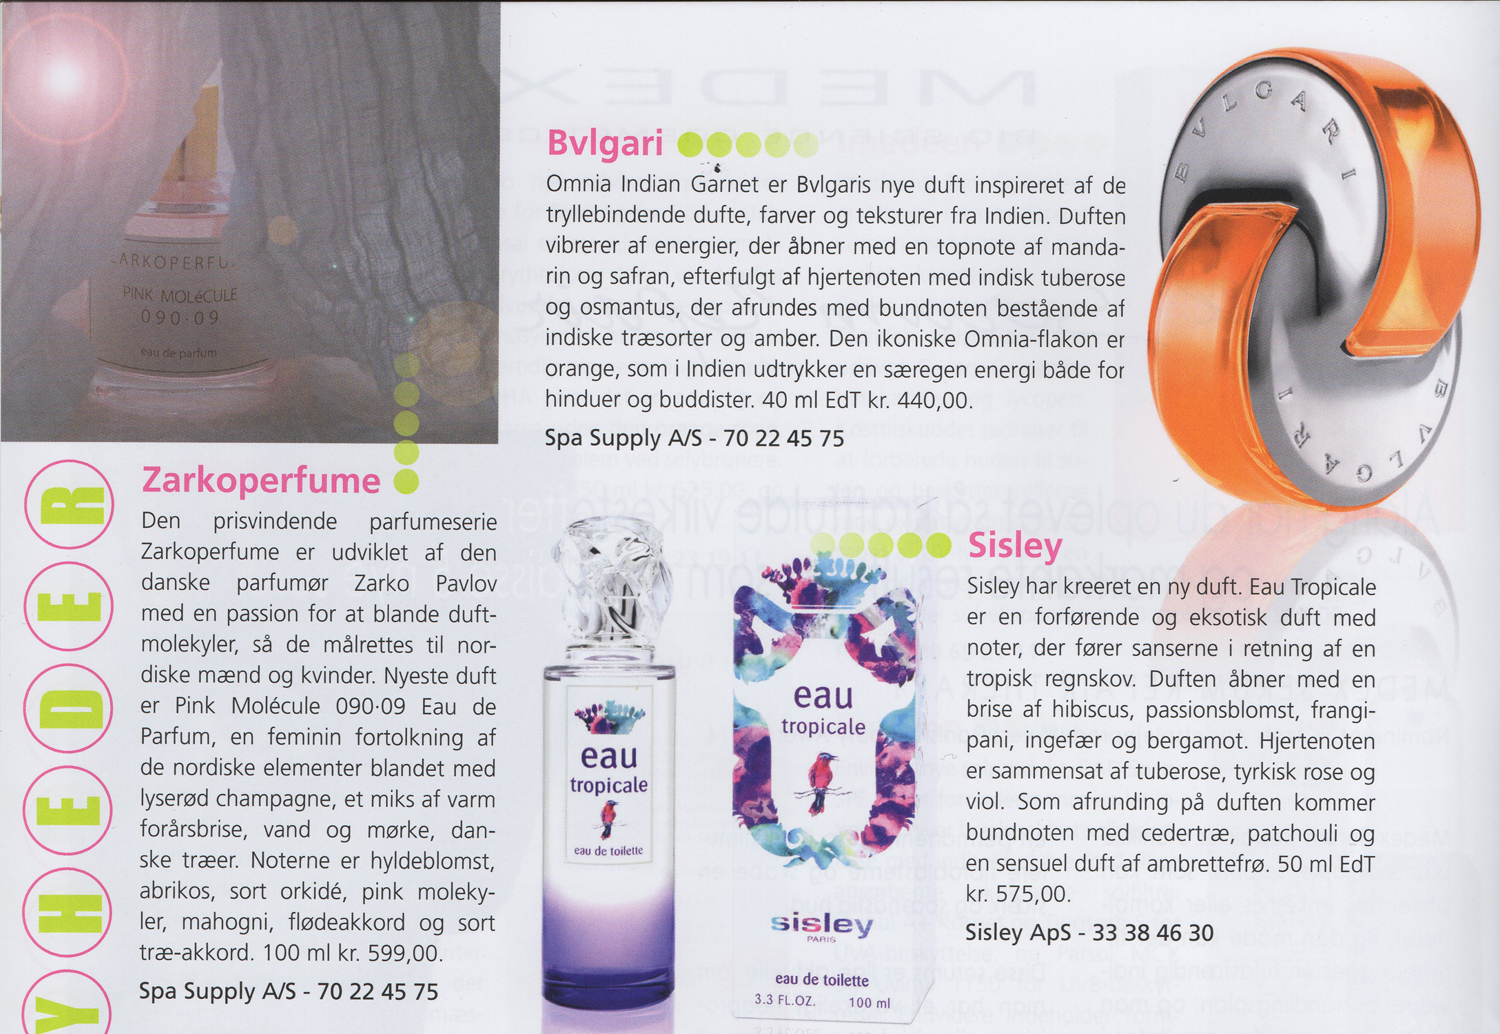 ZARKOPERFU
PINK MOLéCULE
090·09
eau de parfum
Bvlgari
Omnia Indian Garnet er Bvlgaris nye duft inspireret af de
tryllebindende dufte, farver og teksturer fra Indien. Duften
vibrerer af energier, der åbner med en topnote af manda-
rin og safran, efterfulgt af hjertenoten med indisk tuberose
og osmantus, der afrundes med bundnoten bestående af
indiske træsorter og amber. Den ikoniske Omnia-flakon er
orange, som i Indien udtrykker en særegen energi både for
hinduer og buddister. 40 ml EdT kr. 440,00.
Spa Supply A/S - 70 22 45 75
BVLGARI
BVLGARI
YHEDER
Zarkoperfume
Den prisvindende parfumeserie
Zarkoperfume er udviklet af den
danske parfumør Zarko Pavlov
med en passion for at blande duft-
molekyler, så de målrettes til nor-
diske mænd og kvinder. Nyeste duft
er Pink Molécule 090·09 Eau de
Parfum, en feminin fortolkning af
de nordiske elementer blandet med
lyserød champagne, et miks af varm
forårsbrise, vand og mørke, dan-
ske træer. Noterne er hyldeblomst,
abrikos, sort orkidé, pink moleky-
ler, mahogni, flødeakkord og sort
træ-akkord. 100 ml kr. 599,00.
Spa Supply A/S - 70 22 45 75
eau
tropicale
eau de toilette
eau
tropicale
sisley
PARIS
eau de toilette
3.3 FL.OZ. 100 ml
Sisley
Sisley har kreeret en ny duft. Eau Tropicale
er en forførende og eksotisk duft med
noter, der fører sanserne i retning af en
tropisk regnskov. Duften åbner med en
brise af hibiscus, passionsblomst, frangi-
pani, ingefær og bergamot. Hjertenoten
er sammensat af tuberose, tyrkisk rose og
viol. Som afrunding på duften kommer
bundnoten med cedertræ, patchouli og
en sensuel duft af ambrettefrø. 50 ml EdT
kr. 575,00.
Sisley ApS - 33 38 46 30